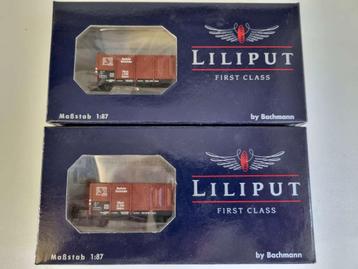 LILIPUT
FIRST CLASS
Maßstab 1:87
by Bachmann
LILIPUT
FIRST CLASS
Maßstab 1:87
by Bachmann